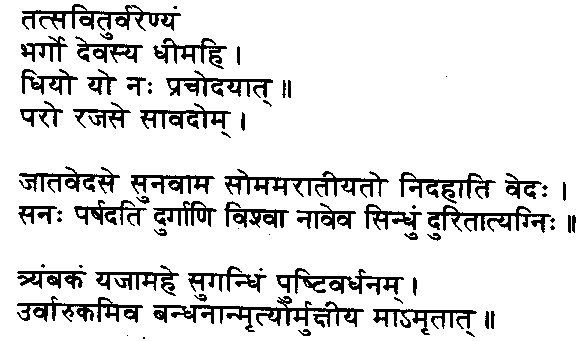 तत्सवितुर्वरेण्यं
भर्गो देवस्य धीमहि ।
धियो यो नः प्रचोदयात् ॥
परो रजसे सावदोम् ।
जातवेदसे सुनवाम सोममरातीयतो निदहाति वेदः ।
सनः पर्षदति दुर्गाणि विश्वा नावेव सिन्धुं दुरितात्यग्निः ॥
त्र्यंबकं यजामहे सुगन्धिं पुष्टिवर्धनम् ।
उर्वारुकमिव बन्धनान्मृत्योर्मुक्षीय माऽमृतात् ॥